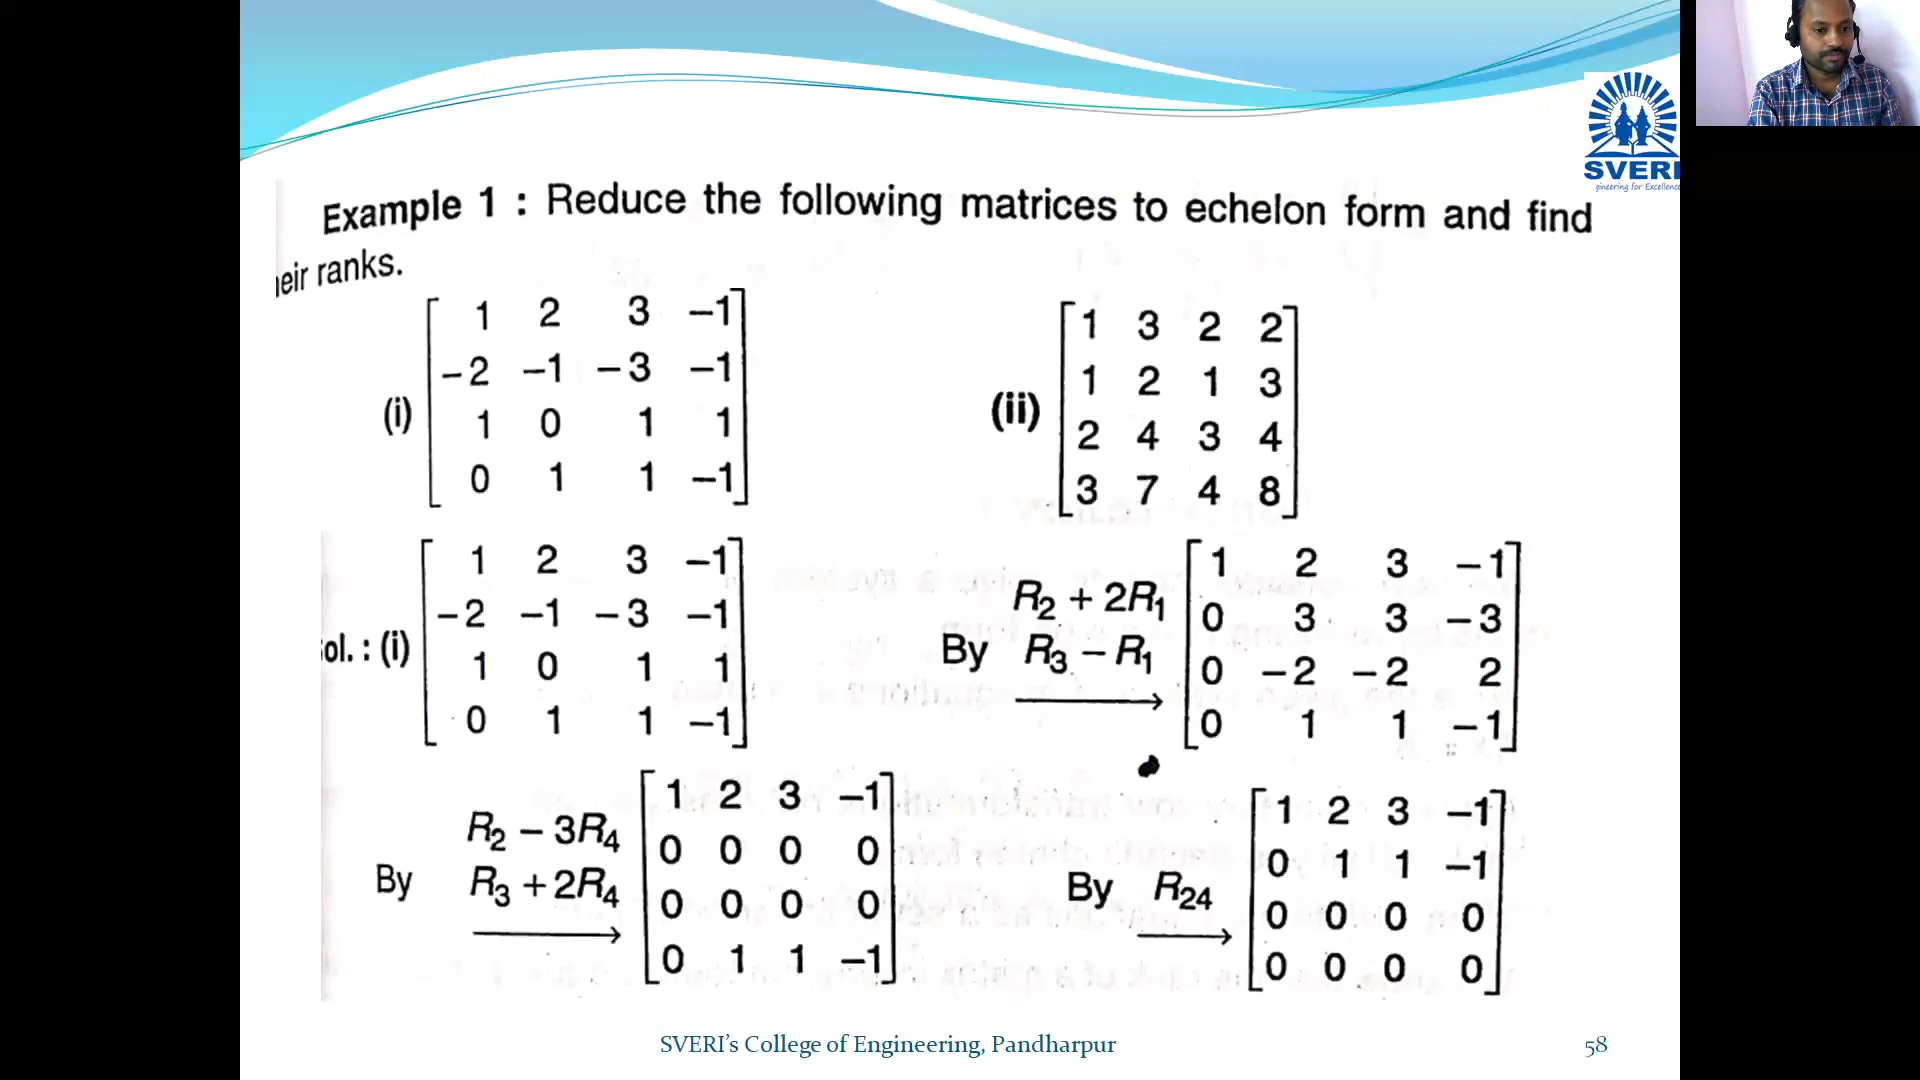 SVERI
Example 1 : Reduce the following matrices to echelon form and find
ranks.
(i)
1 2 3 −1
−2 −1 −3 −1
1 0 1 1
0 1 1 −1
(ii)
1 3 2 2
1 2 1 3
2 4 3 4
3 7 4 8
(i)
1 2 3 −1
−2 −1 −3 −1
1 0 1 1
0 1 1 −1
By R2 + 2R1
R3 − R1
1 2 3 −1
0 3 3 −3
0 −2 −2 2
0 1 1 −1
By R2 − 3R4
R3 + 2R4
1 2 3 −1
0 0 0 0
0 0 0 0
0 1 1 −1
By R24
1 2 3 −1
0 1 1 −1
0 0 0 0
0 0 0 0
SVERI's College of Engineering, Pandharpur
58